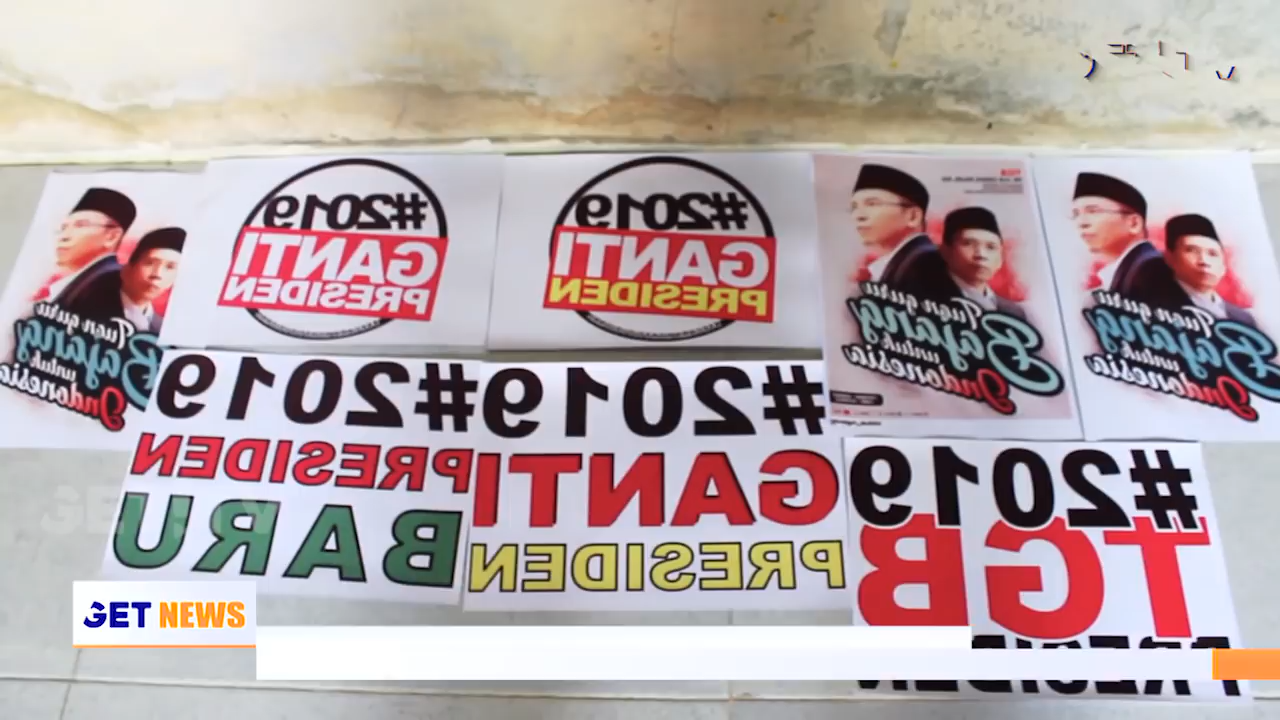 #2019
GANTI
PRESIDEN
#2019
GANTI
PRESIDEN
Tuan guru
Bajang
untuk
Indonesia
Tuan guru
Bajang
untuk
Indonesia
Tuan guru
Bajang
untuk
Indonesia
#2019
PRESIDEN
BARU
#2019
GANTI
PRESIDEN
#2019
TGB
PRESIDEN
GET NEWS